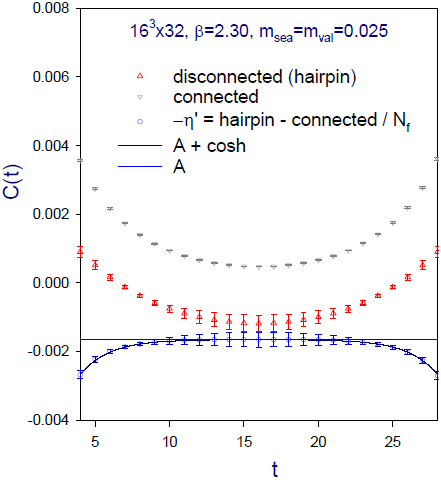 16³x32, β=2.30, m_sea=m_val=0.025
disconnected (hairpin)
connected
−η' = hairpin - connected / N_f
A + cosh
A
C(t)
0.008
0.006
0.004
0.002
0.000
-0.002
-0.004
5 10 15 20 25
t